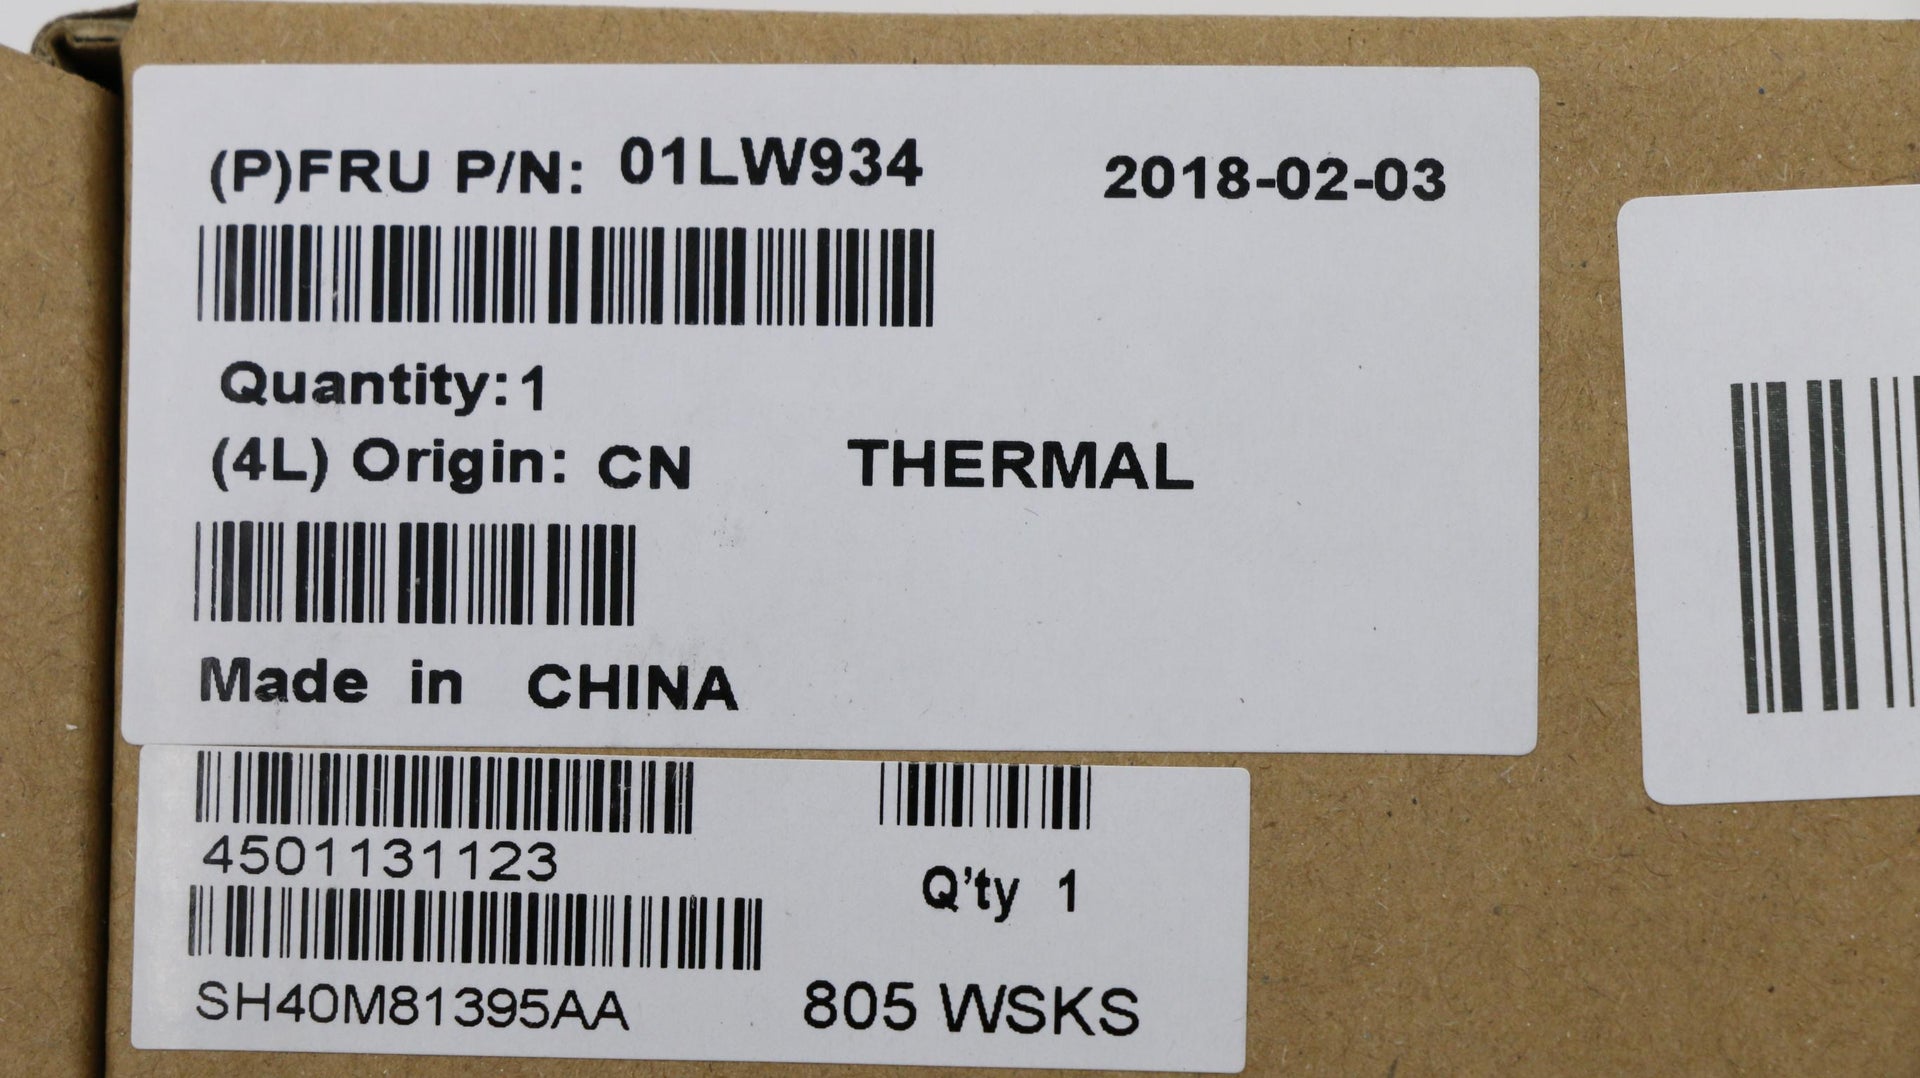 (P)FRU P/N: 01LW934 2018-02-03
Quantity:1
(4L) Origin: CN THERMAL
Made in CHINA
4501131123
Q'ty 1
SH40M81395AA
805 WSKS